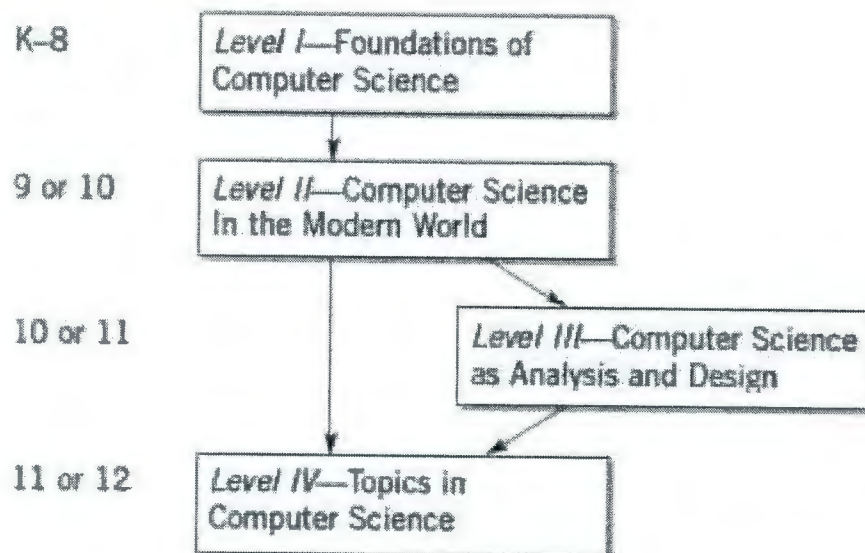 K–8
Level I—Foundations of
Computer Science
9 or 10
Level II—Computer Science
In the Modern World
10 or 11
Level III—Computer Science
as Analysis and Design
11 or 12
Level IV—Topics in
Computer Science